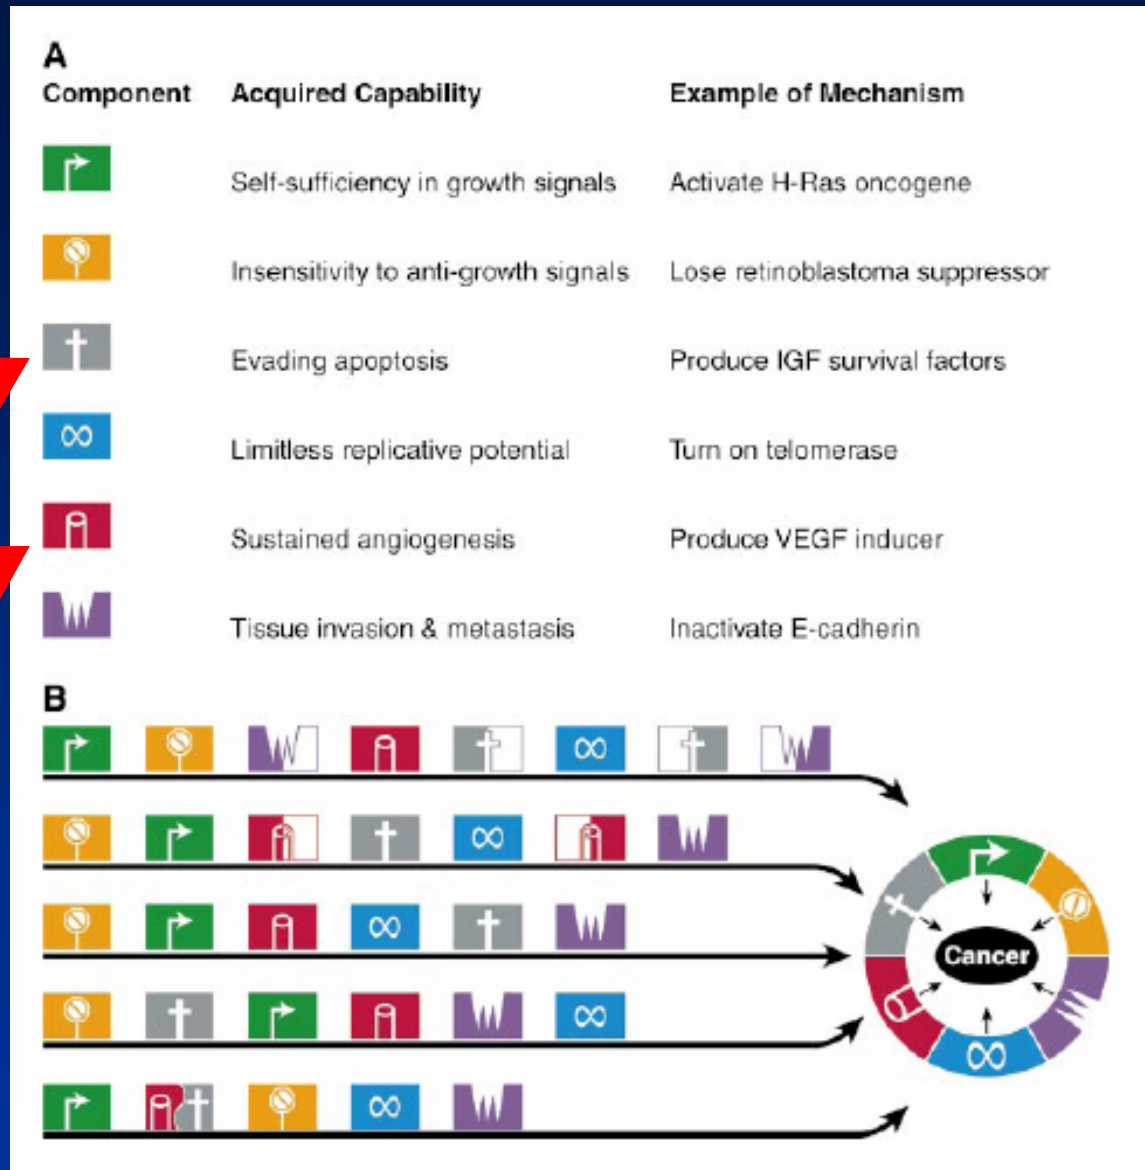 A
Component Acquired Capability Example of Mechanism
Self-sufficiency in growth signals Activate H-Ras oncogene
Insensitivity to anti-growth signals Lose retinoblastoma suppressor
Evading apoptosis Produce IGF survival factors
Limitless replicative potential Turn on telomerase
Sustained angiogenesis Produce VEGF inducer
Tissue invasion & metastasis Inactivate E-cadherin
B
Cancer